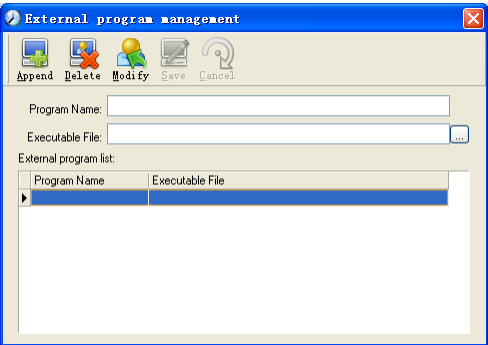 External program management
Append Delete Modify Save Cancel
Program Name:
Executable File:
...
External program list:
Program Name Executable File